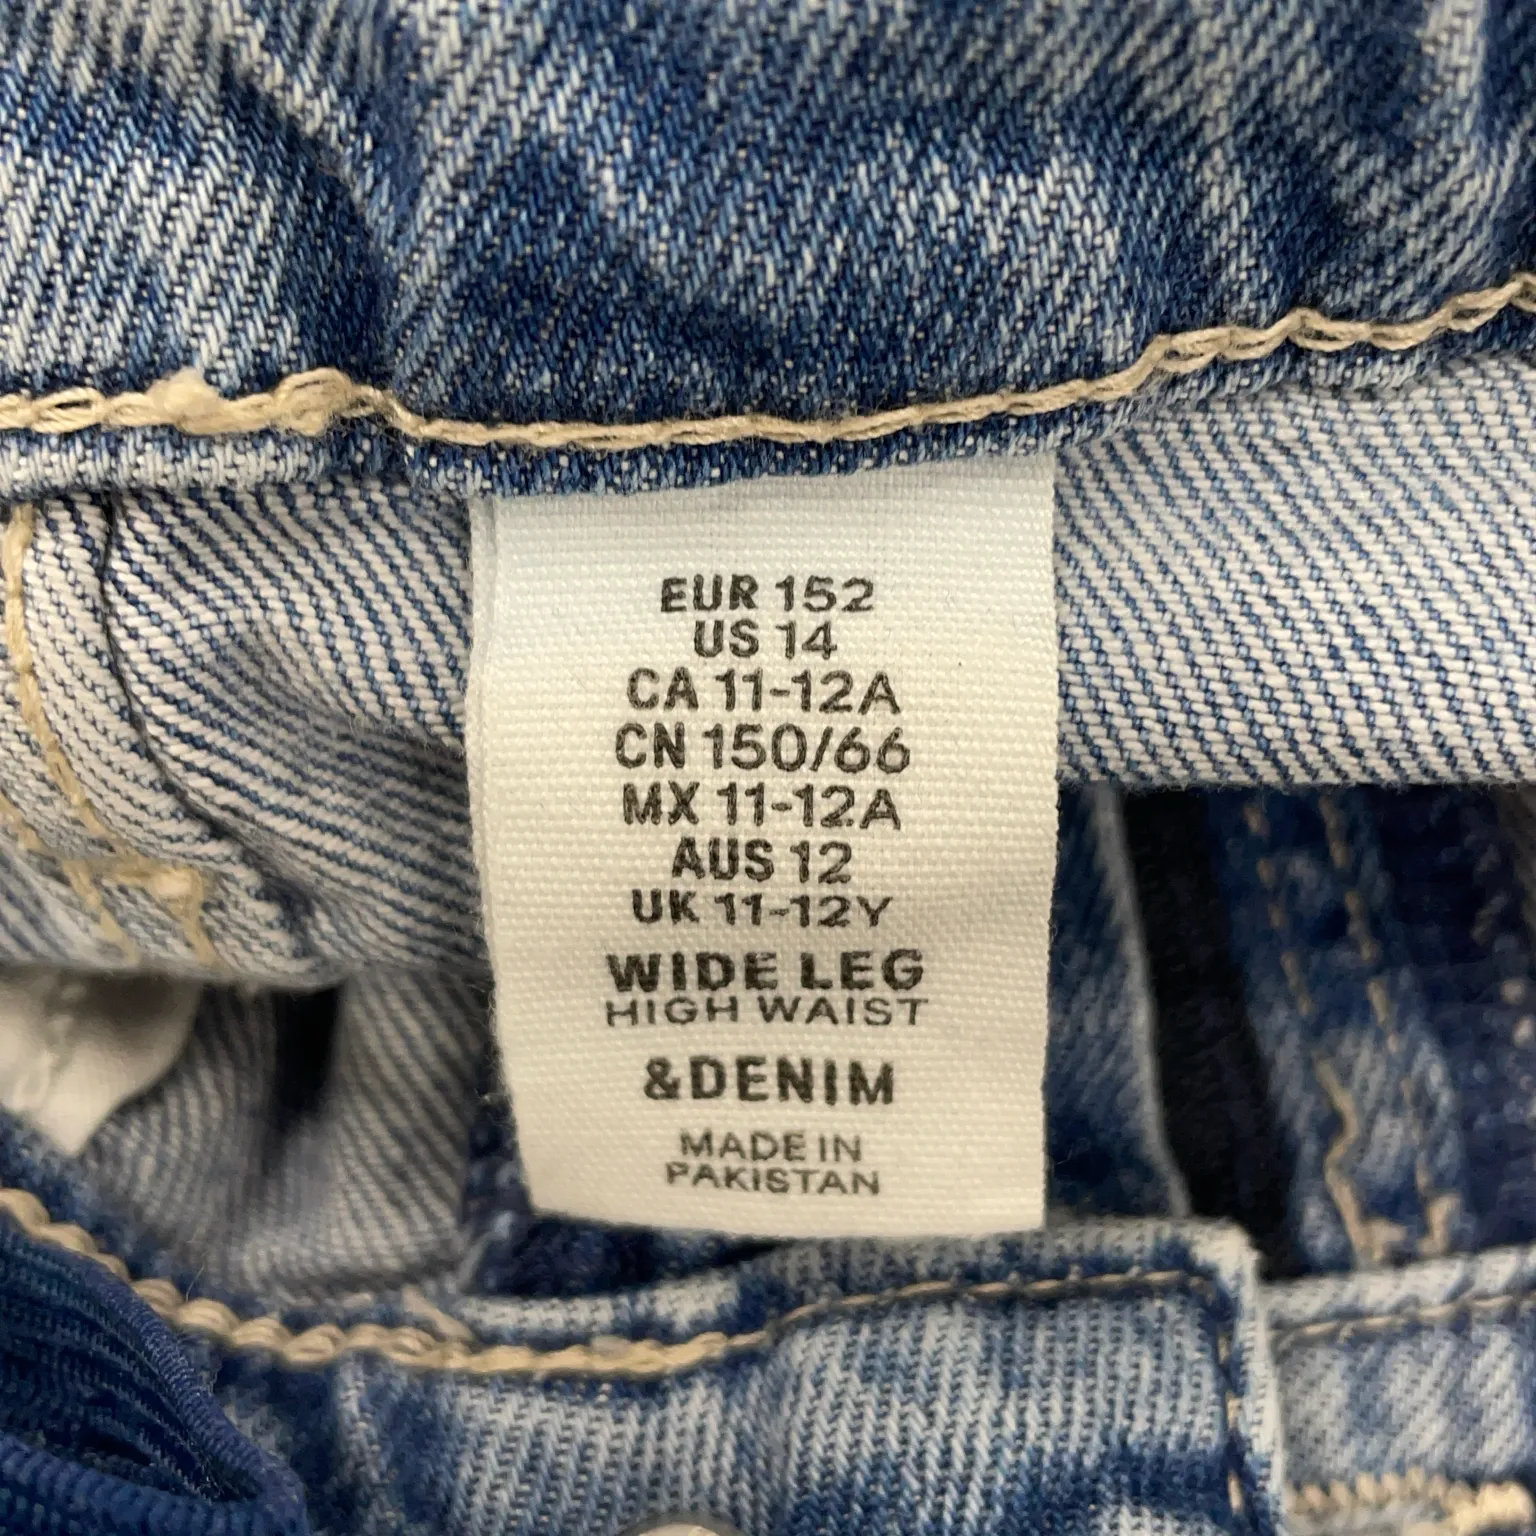 EUR 152
US 14
CA 11-12A
CN 150/66
MX 11-12A
AUS 12
UK 11-12Y
WIDE LEG
HIGH WAIST
&DENIM
MADE IN
PAKISTAN